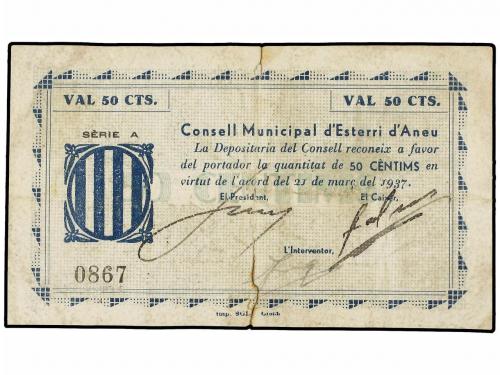 VAL 50 CTS. VAL 50 CTS.
SÈRIE A
Consell Municipal d'Esterri d'Aneu
La Depositaria del Consell reconeix a favor
del portador la quantitat de 50 CÈNTIMS en
virtut de l'acord del 21 de març del 1937.
El President, El Caixer,
L'Interventor,
0867
Imp.